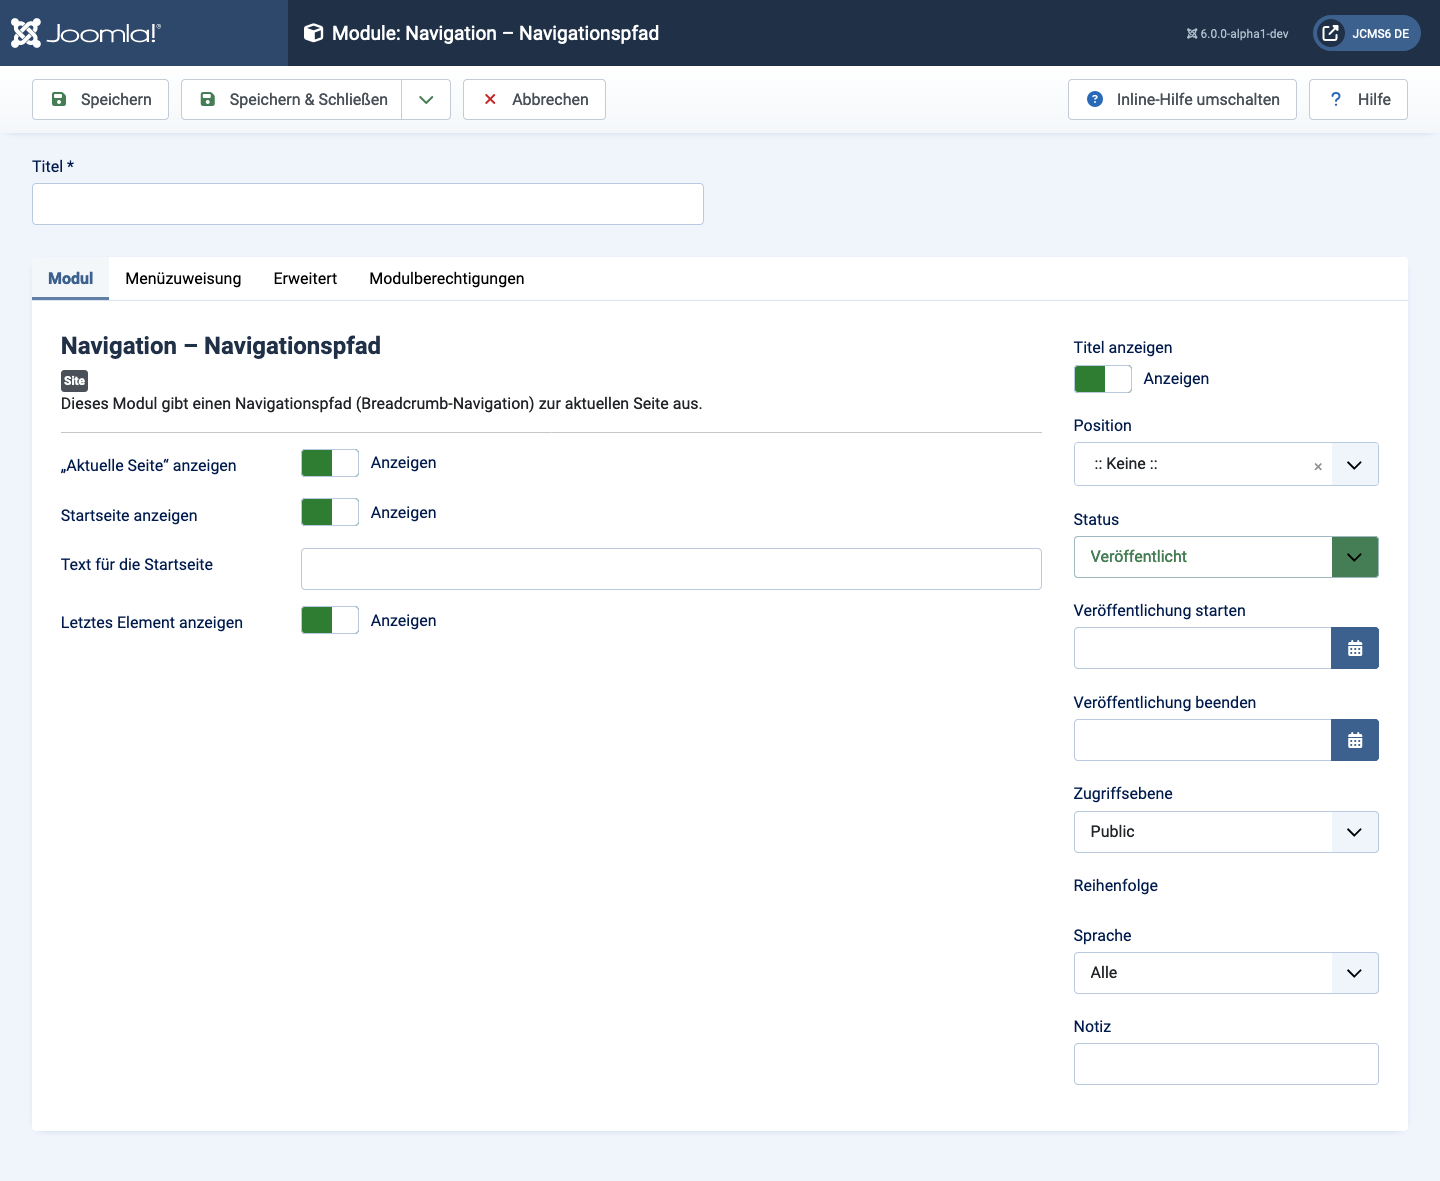 Joomla!®
Module: Navigation – Navigationspfad
6.0.0-alpha1-dev
JCMS6 DE
Speichern
Speichern & Schließen
Abbrechen
Inline-Hilfe umschalten
Hilfe
Titel *
Modul
Menüzuweisung
Erweitert
Modulberechtigungen
Navigation – Navigationspfad
Site
Dieses Modul gibt einen Navigationspfad (Breadcrumb-Navigation) zur aktuellen Seite aus.
„Aktuelle Seite“ anzeigen
Anzeigen
Startseite anzeigen
Anzeigen
Text für die Startseite
Letztes Element anzeigen
Anzeigen
Titel anzeigen
Anzeigen
Position
:: Keine ::
Status
Veröffentlicht
Veröffentlichung starten
Veröffentlichung beenden
Zugriffsebene
Public
Reihenfolge
Sprache
Alle
Notiz